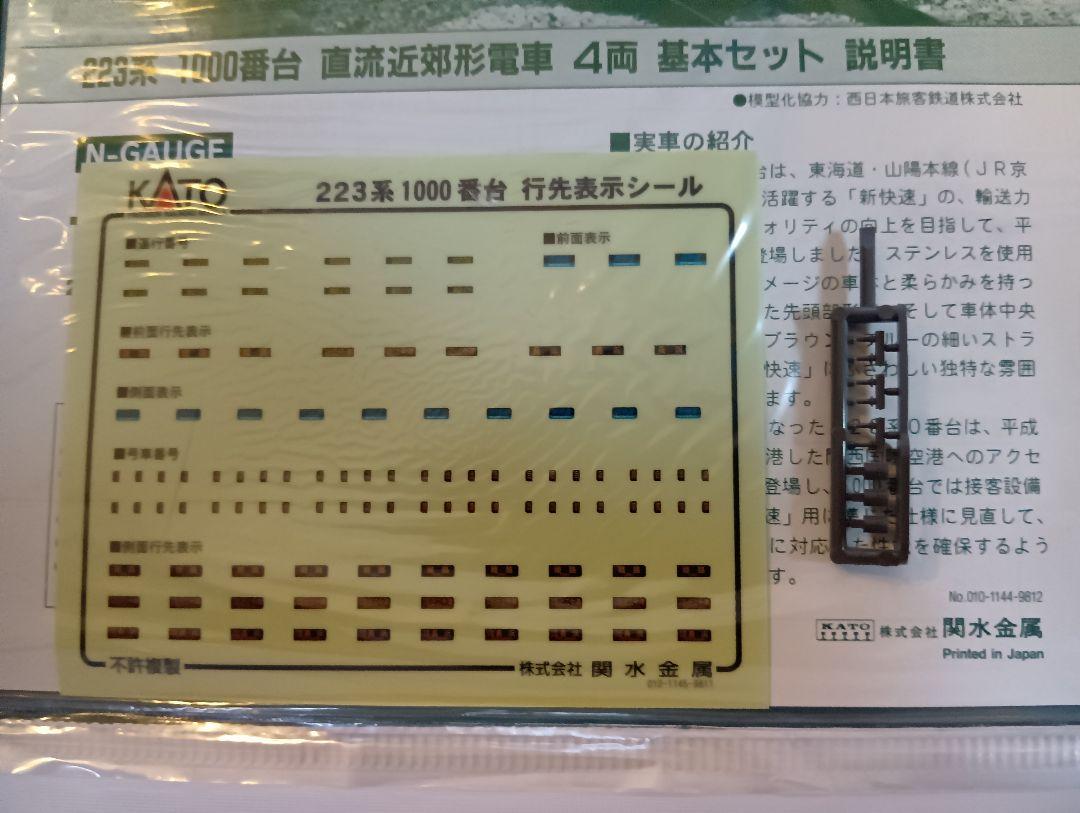 223系 1000番台 直流近郊形電車 4両 基本セット 説明書
●模型化協力：西日本旅客鉄道株式会社
N-GAUGE
■実車の紹介
KATO
223系1000番台 行先表示シール
■運行番号
■前面表示
■前面行先表示
■側面表示
■号車番号
■側面行先表示
不許複製
株式会社 関水金属
010-1145-9811
台は、東海道・山陽本線(JR京
活躍する「新快速」の、輸送力
ォリティの向上を目指して、平
登場しました ステンレスを使用
メージの車 と柔らかみを持っ
た先頭部 そして車体中央
ブラウン ルーの細いストラ
快速」に さわしい独特な雰囲
ます。
なった 2 系0番台は、平成
港した関西国 空港へのアクセ
登場し、 00 台では接客設備
速」用に 仕様に見直して、
に対応 た性 を確保するよう
す。
No.010-1144-9812
KATO 株式会社 関水金属
Printed in Japan